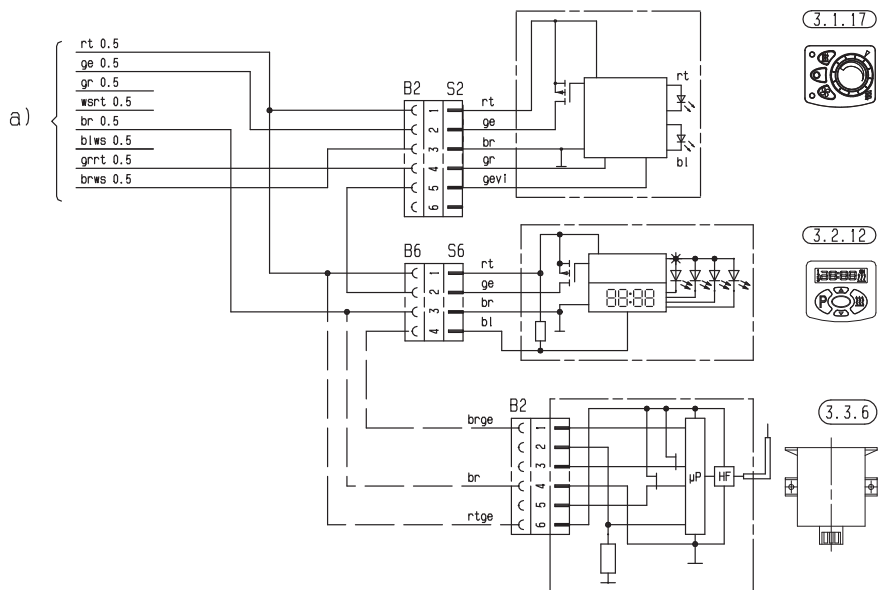 3.1.17
rt 0.5
ge 0.5
gr 0.5
wsrt 0.5
br 0.5
blws 0.5
grrt 0.5
brws 0.5
a)
B2 S2
1 rt
2 ge
3 br
4 gr
5 gevi
6
rt
bl
3.2.12
B6 S6
1 rt
2 ge
3 br
4 bl
88:88
P
3.3.6
B2
brge 1
2
3
br 4
5
rtge 6
µP
HF